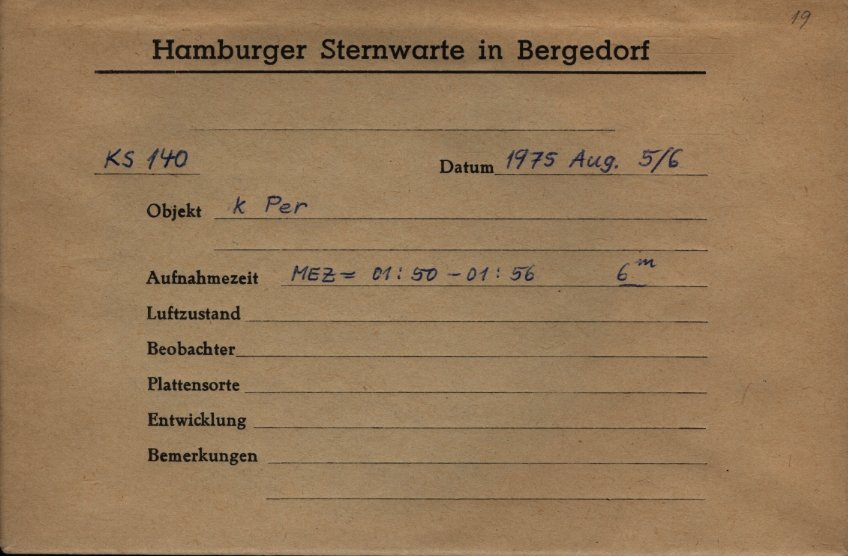 19
Hamburger Sternwarte in Bergedorf
KS 140 Datum 1975 Aug. 5/6
Objekt k Per
Aufnahmezeit MEZ = 01:50 - 01:56 6ᵐ
Luftzustand
Beobachter
Plattensorte
Entwicklung
Bemerkungen